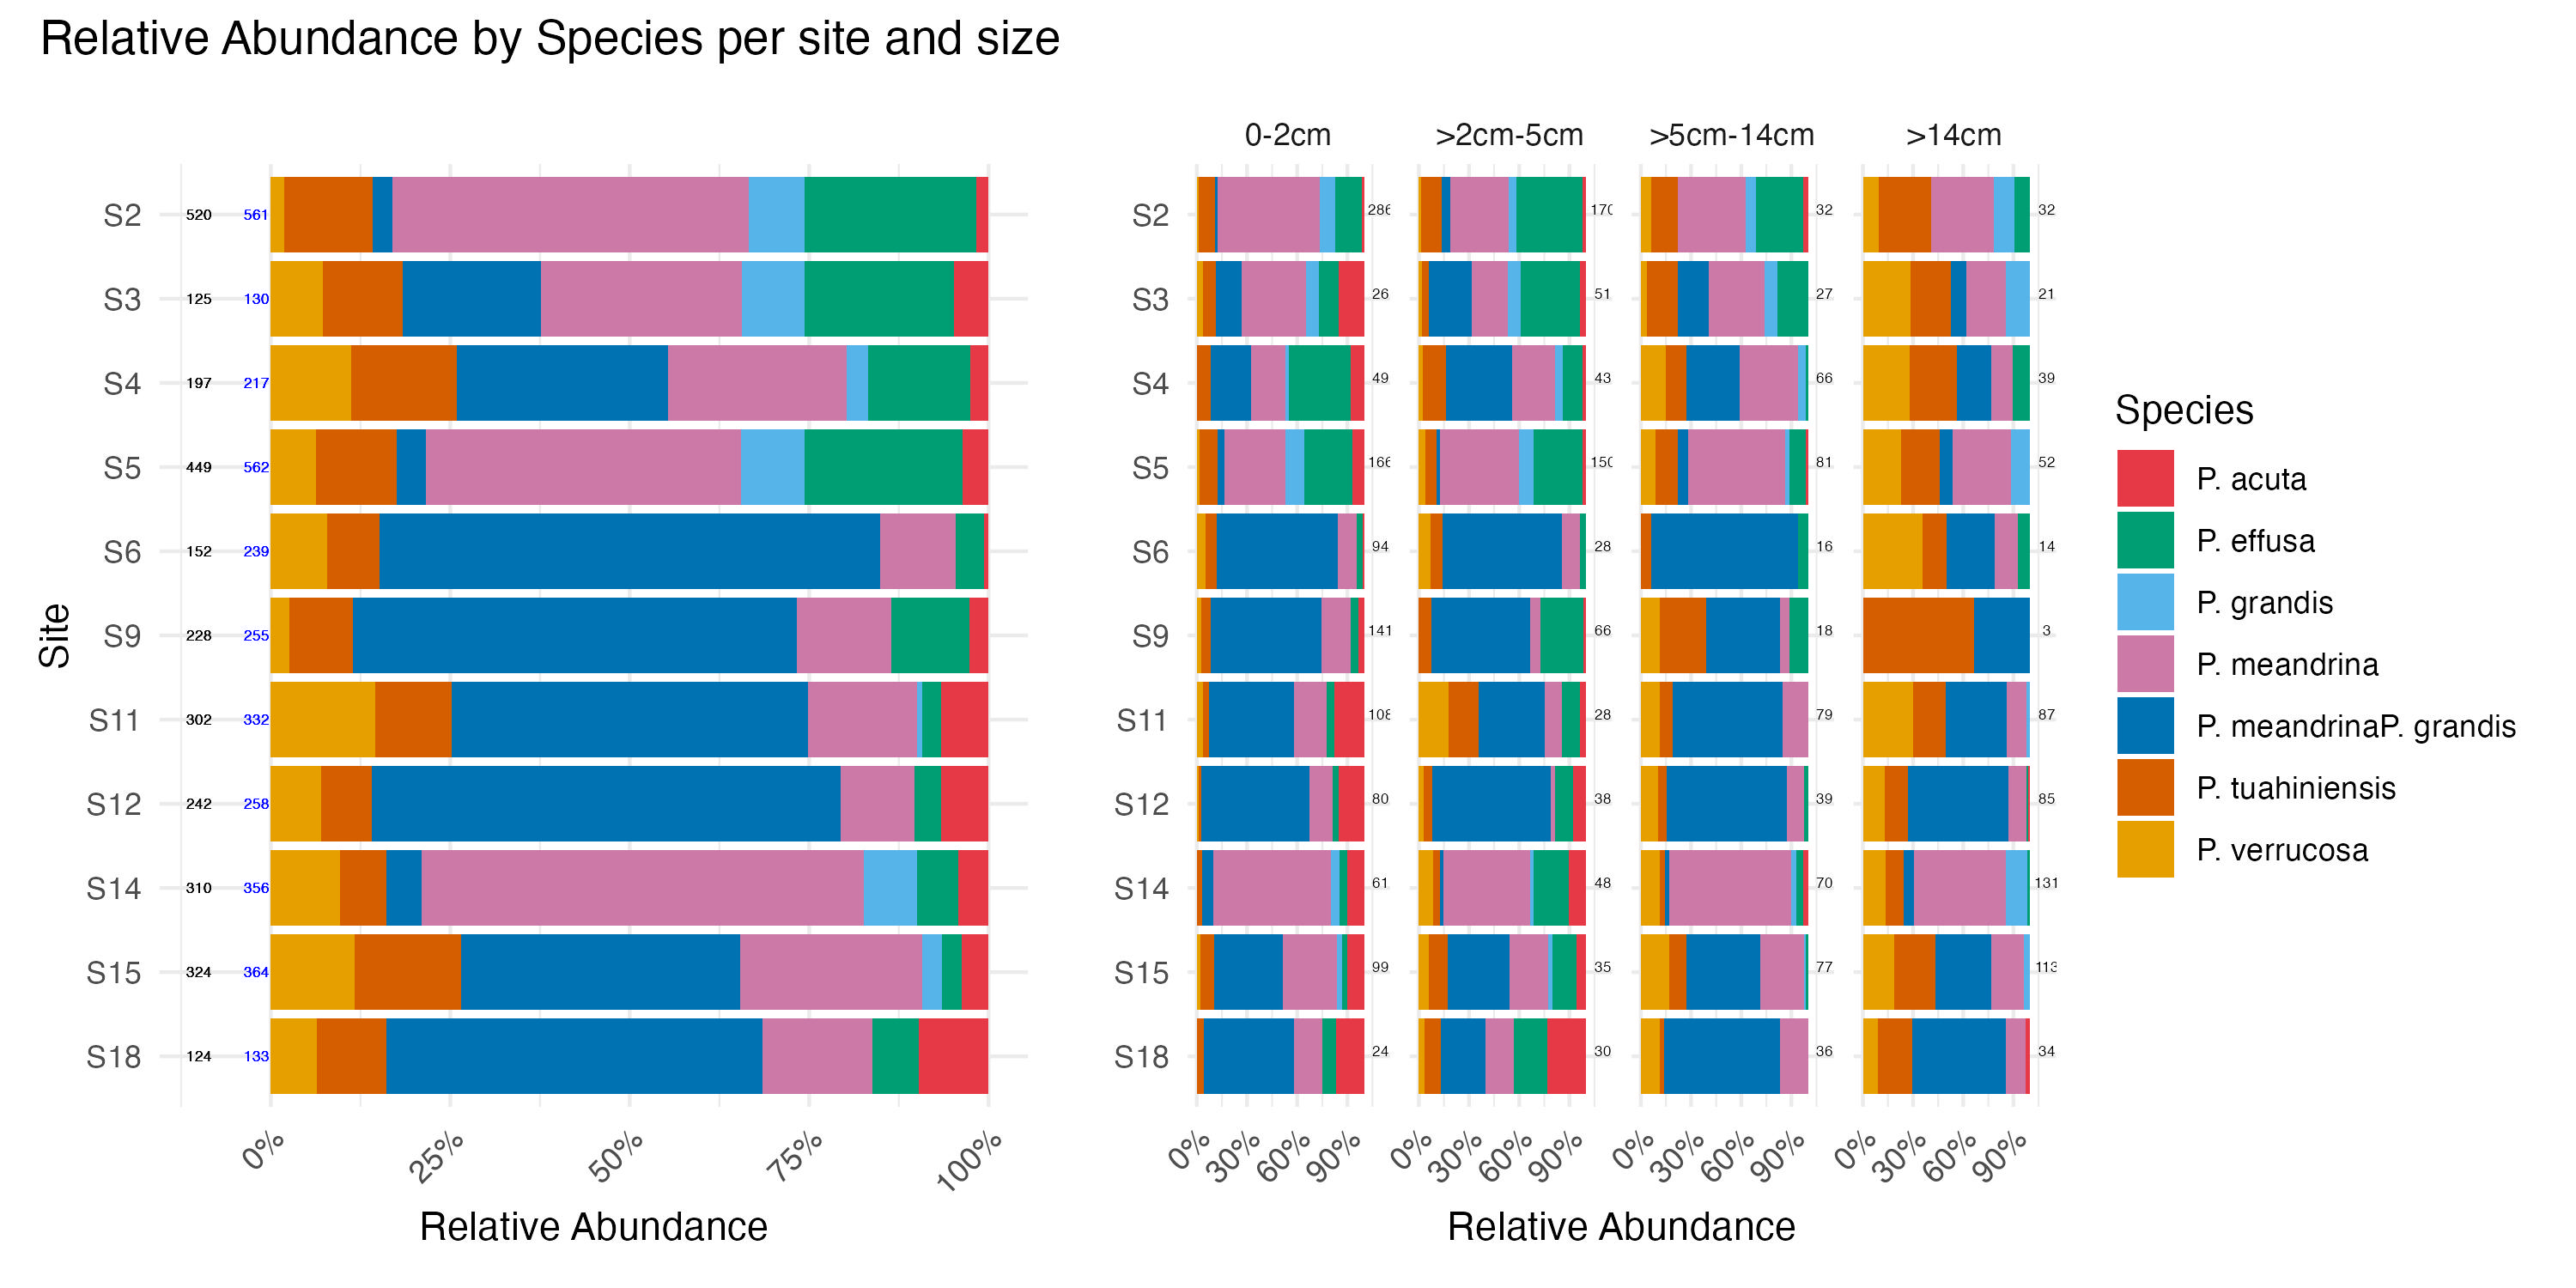 Relative Abundance by Species per site and size
0-2cm >2cm-5cm >5cm-14cm >14cm
Site
S2 520 561
S3 125 130
S4 197 217
S5 449 562
S6 152 239
S9 228 255
S11 302 332
S12 242 258
S14 310 356
S15 324 364
S18 124 133
0% 25% 50% 75% 100%
Relative Abundance
S2 286 170 32 32
S3 26 51 27 21
S4 49 43 66 39
S5 166 150 81 52
S6 94 28 16 14
S9 141 66 18 3
S11 108 28 79 87
S12 80 38 39 85
S14 61 48 70 131
S15 99 35 77 113
S18 24 30 36 34
0% 30% 60% 90% 0% 30% 60% 90% 0% 30% 60% 90% 0% 30% 60% 90%
Relative Abundance
Species
P. acuta
P. effusa
P. grandis
P. meandrina
P. meandrinaP. grandis
P. tuahiniensis
P. verrucosa